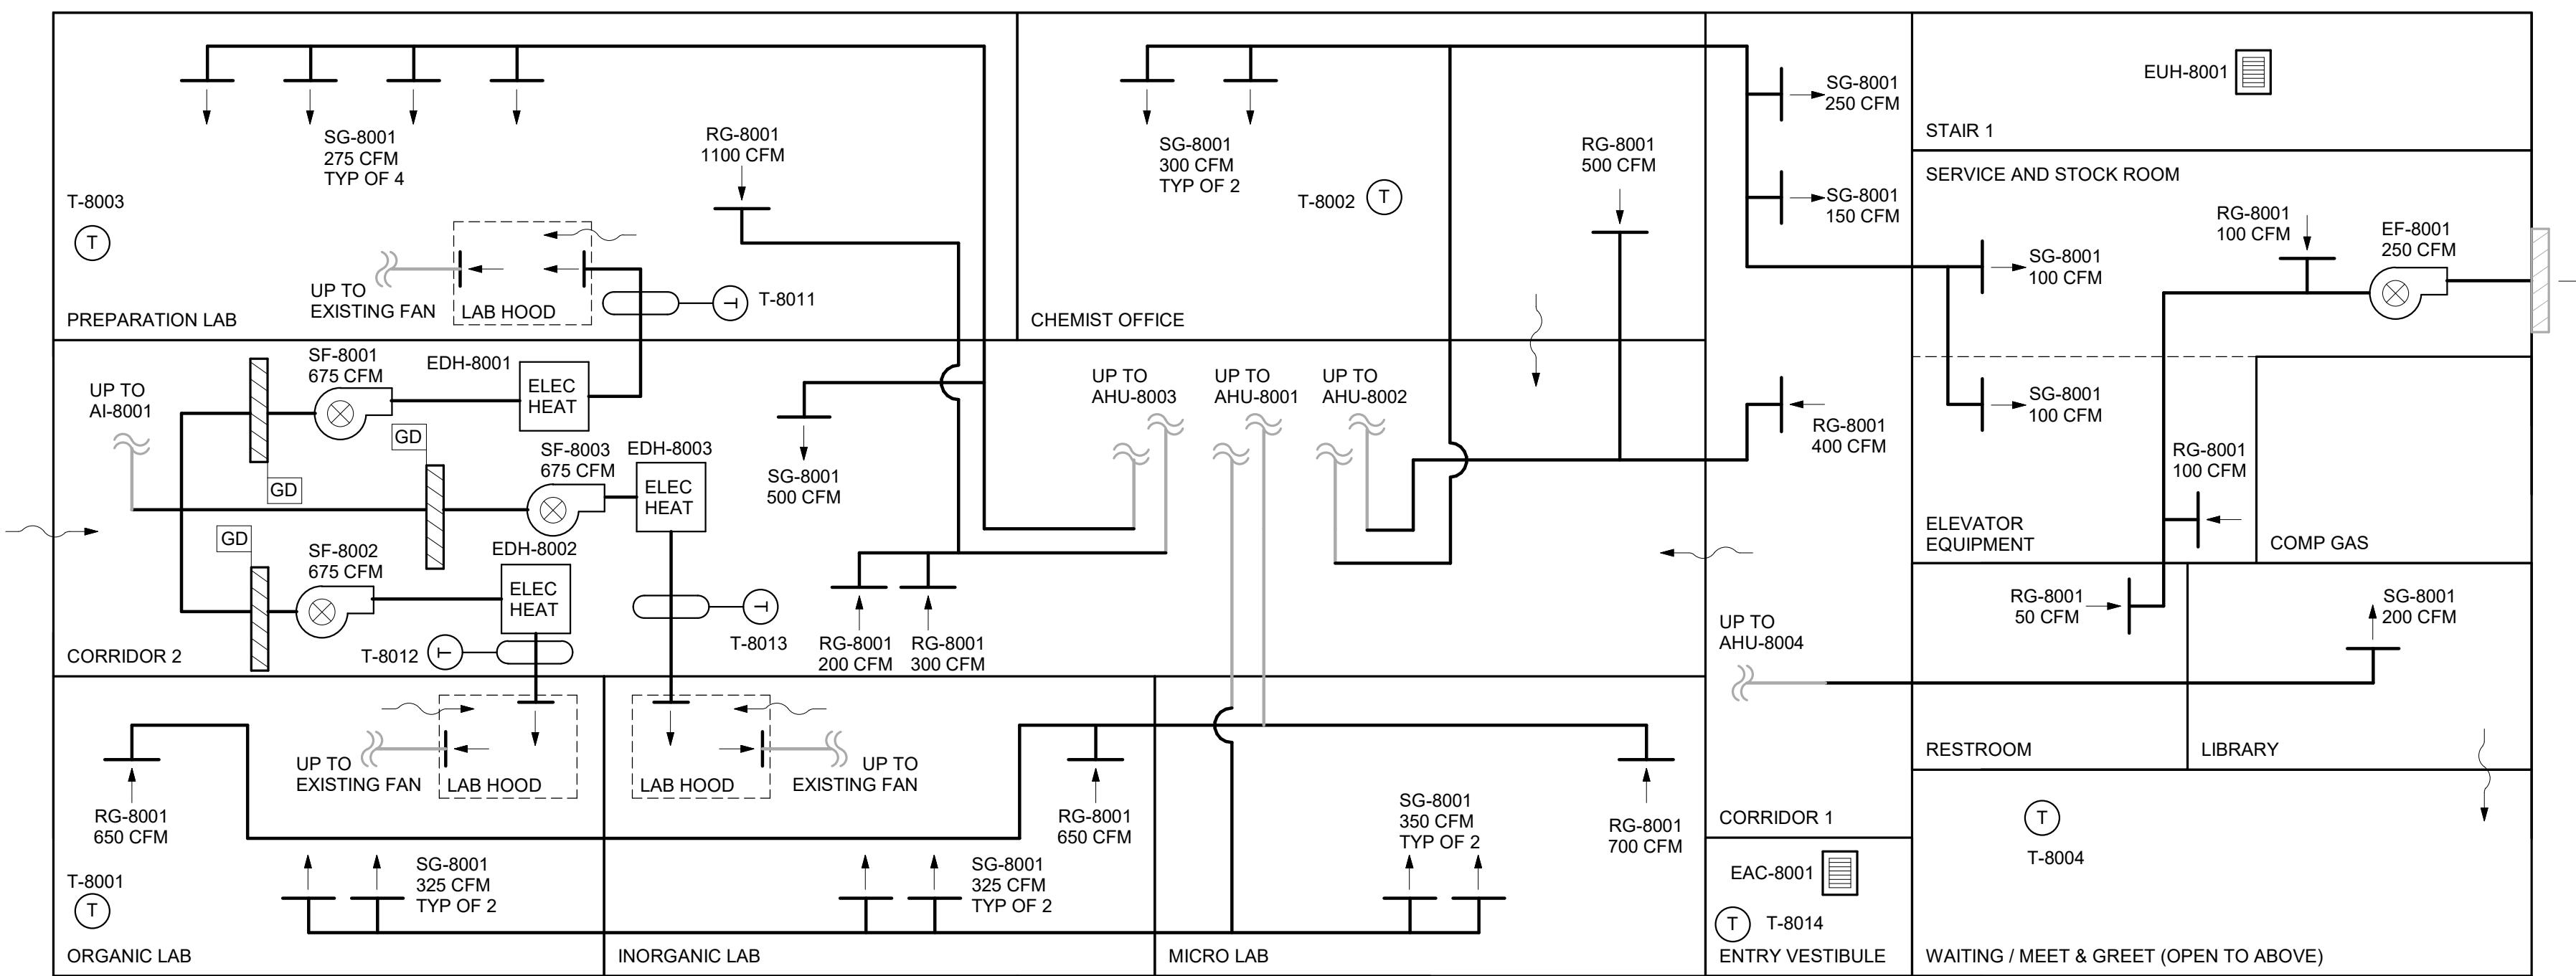 SG-8001
275 CFM
TYP OF 4
RG-8001
1100 CFM
T-8003
T
UP TO
EXISTING FAN
LAB HOOD
T
T-8011
PREPARATION LAB
SG-8001
300 CFM
TYP OF 2
T-8002
T
RG-8001
500 CFM
CHEMIST OFFICE
SG-8001
250 CFM
SG-8001
150 CFM
EUH-8001
STAIR 1
SERVICE AND STOCK ROOM
RG-8001
100 CFM
EF-8001
250 CFM
SG-8001
100 CFM
SG-8001
100 CFM
RG-8001
100 CFM
ELEVATOR
EQUIPMENT
COMP GAS
UP TO
AI-8001
SF-8001
675 CFM
EDH-8001
ELEC
HEAT
GD
GD
SF-8003
675 CFM
EDH-8003
ELEC
HEAT
GD
SF-8002
675 CFM
EDH-8002
ELEC
HEAT
T-8012
T
T
T-8013
CORRIDOR 2
SG-8001
500 CFM
RG-8001
200 CFM
RG-8001
300 CFM
UP TO
AHU-8003
UP TO
AHU-8001
UP TO
AHU-8002
RG-8001
400 CFM
UP TO
AHU-8004
CORRIDOR 1
RG-8001
50 CFM
RESTROOM
SG-8001
200 CFM
LIBRARY
RG-8001
650 CFM
UP TO
EXISTING FAN
LAB HOOD
T-8001
T
SG-8001
325 CFM
TYP OF 2
ORGANIC LAB
LAB HOOD
UP TO
EXISTING FAN
RG-8001
650 CFM
SG-8001
325 CFM
TYP OF 2
INORGANIC LAB
SG-8001
350 CFM
TYP OF 2
RG-8001
700 CFM
MICRO LAB
EAC-8001
T
T-8014
ENTRY VESTIBULE
T
T-8004
WAITING / MEET & GREET (OPEN TO ABOVE)